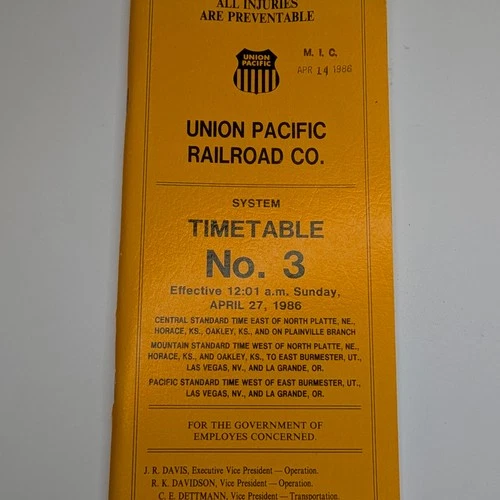 ALL INJURIES
ARE PREVENTABLE
UNION
PACIFIC
M. I. C.
APR 14 1986
UNION PACIFIC
RAILROAD CO.
SYSTEM
TIMETABLE
No. 3
Effective 12:01 a.m. Sunday,
APRIL 27, 1986
CENTRAL STANDARD TIME EAST OF NORTH PLATTE, NE.,
HORACE, KS., OAKLEY, KS., AND ON PLAINVILLE BRANCH
MOUNTAIN STANDARD TIME WEST OF NORTH PLATTE, NE.,
HORACE, KS., AND OAKLEY, KS., TO EAST BURMESTER, UT.,
LAS VEGAS, NV., AND LA GRANDE, OR.
PACIFIC STANDARD TIME WEST OF EAST BURMESTER, UT.,
LAS VEGAS, NV., AND LA GRANDE, OR.
FOR THE GOVERNMENT OF
EMPLOYES CONCERNED.
J. R. DAVIS, Executive Vice President — Operation.
R. K. DAVIDSON, Vice President — Operation.
C. E. DETTMANN, Vice President — Transportation.